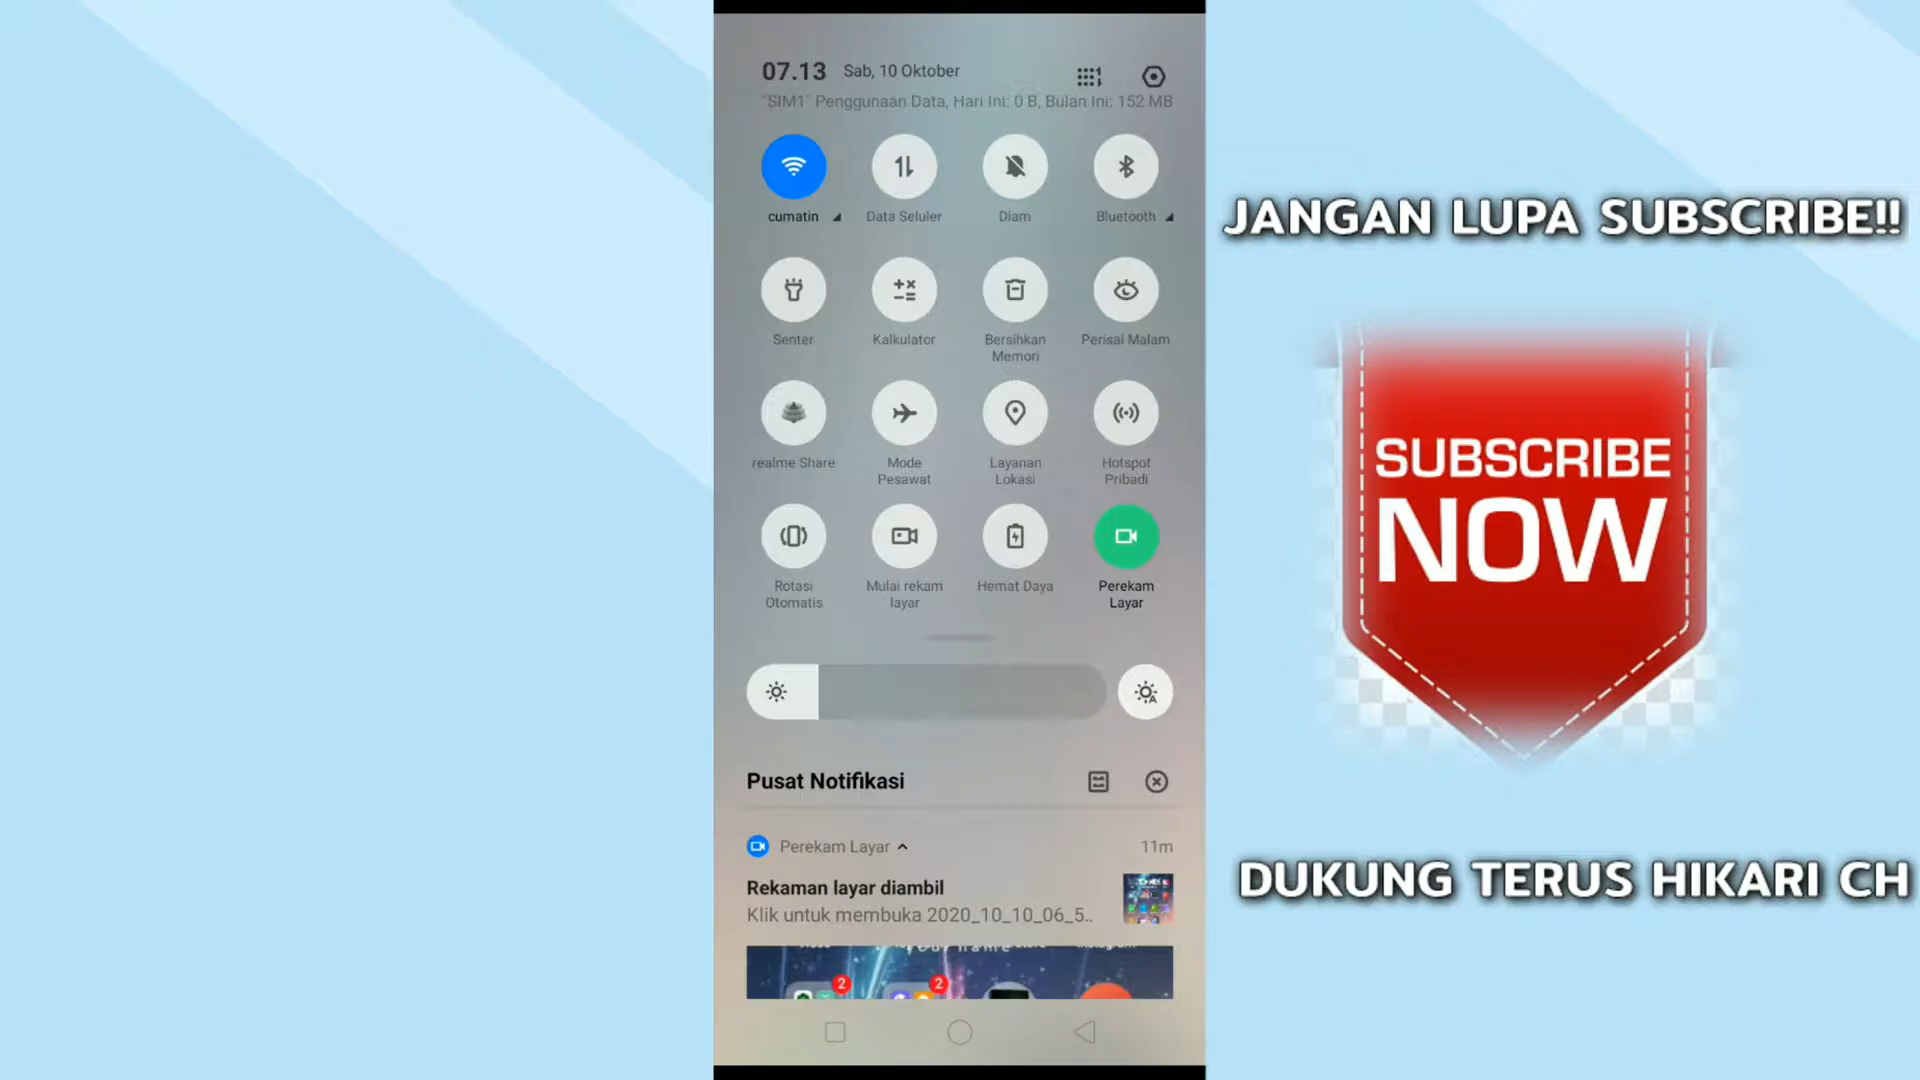 07.13 Sab, 10 Oktober
"SIM1" Penggunaan Data, Hari Ini: 0 B, Bulan Ini: 152 MB
cumatin
Data Seluler
Diam
Bluetooth
Senter
Kalkulator
Bersihkan
Memori
Perisai Malam
realme Share
Mode
Pesawat
Layanan
Lokasi
Hotspot
Pribadi
Rotasi
Otomatis
Mulai rekam
layar
Hemat Daya
Perekam
Layar
Pusat Notifikasi
Perekam Layar 11m
Rekaman layar diambil
Klik untuk membuka 2020_10_10_06_5..
2
2
JANGAN LUPA SUBSCRIBE!!
SUBSCRIBE
NOW
DUKUNG TERUS HIKARI CH